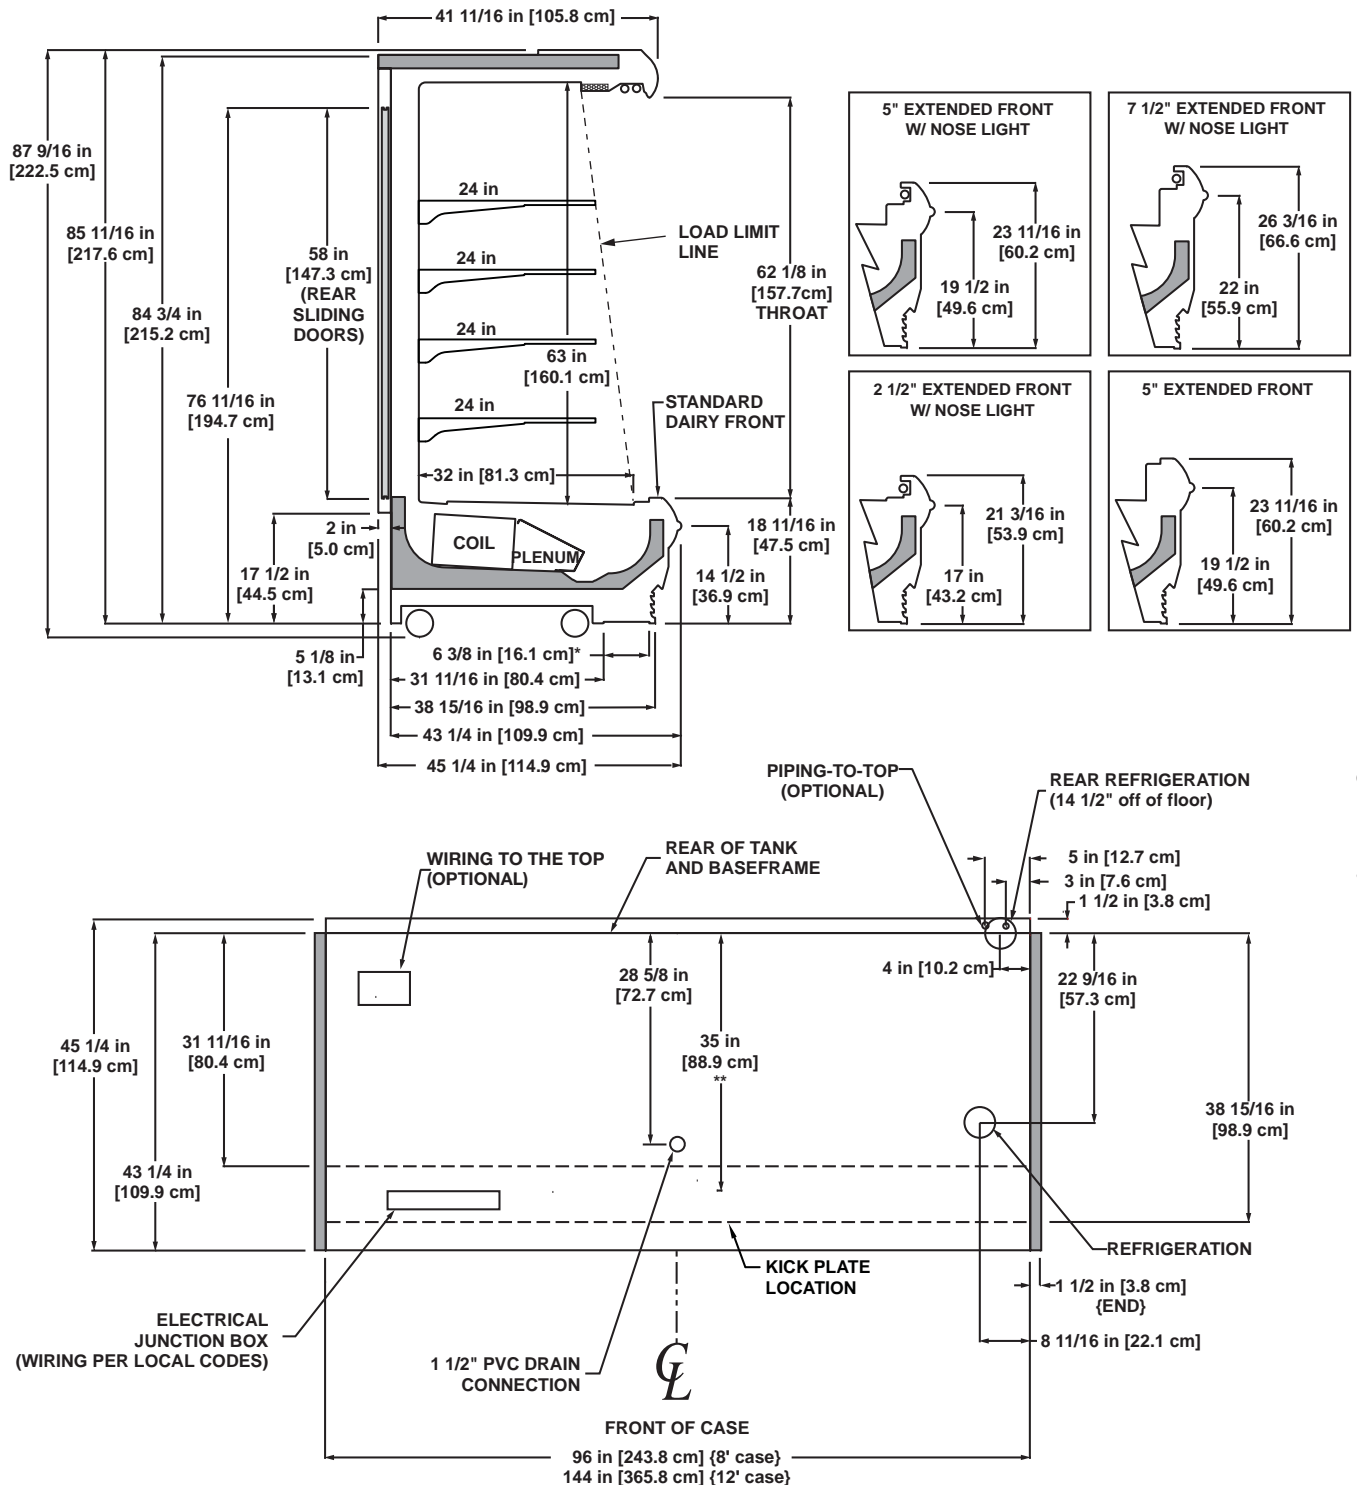 41 11/16 in [105.8 cm]
87 9/16 in
[222.5 cm]
85 11/16 in
[217.6 cm]
84 3/4 in
[215.2 cm]
76 11/16 in
[194.7 cm]
58 in
[147.3 cm]
(REAR
SLIDING
DOORS)
24 in
24 in
24 in
24 in
63 in
[160.1 cm]
LOAD LIMIT
LINE
62 1/8 in
[157.7cm]
THROAT
STANDARD
DAIRY FRONT
32 in [81.3 cm]
2 in
[5.0 cm]
COIL
PLENUM
18 11/16 in
[47.5 cm]
17 1/2 in
[44.5 cm]
14 1/2 in
[36.9 cm]
5 1/8 in
[13.1 cm]
6 3/8 in [16.1 cm]*
31 11/16 in [80.4 cm]
38 15/16 in [98.9 cm]
43 1/4 in [109.9 cm]
45 1/4 in [114.9 cm]
5" EXTENDED FRONT
W/ NOSE LIGHT
23 11/16 in
[60.2 cm]
19 1/2 in
[49.6 cm]
7 1/2" EXTENDED FRONT
W/ NOSE LIGHT
26 3/16 in
[66.6 cm]
22 in
[55.9 cm]
2 1/2" EXTENDED FRONT
W/ NOSE LIGHT
21 3/16 in
[53.9 cm]
17 in
[43.2 cm]
5" EXTENDED FRONT
23 11/16 in
[60.2 cm]
19 1/2 in
[49.6 cm]
PIPING-TO-TOP
(OPTIONAL)
REAR REFRIGERATION
(14 1/2" off of floor)
WIRING TO THE TOP
(OPTIONAL)
REAR OF TANK
AND BASEFRAME
5 in [12.7 cm]
3 in [7.6 cm]
1 1/2 in [3.8 cm]
4 in [10.2 cm]
28 5/8 in
[72.7 cm]
22 9/16 in
[57.3 cm]
45 1/4 in
[114.9 cm]
31 11/16 in
[80.4 cm]
35 in
[88.9 cm]
**
38 15/16 in
[98.9 cm]
43 1/4 in
[109.9 cm]
REFRIGERATION
KICK PLATE
LOCATION
1 1/2 in [3.8 cm]
{END}
8 11/16 in [22.1 cm]
ELECTRICAL
JUNCTION BOX
(WIRING PER LOCAL CODES)
1 1/2" PVC DRAIN
CONNECTION
CL
FRONT OF CASE
96 in [243.8 cm] {8' case}
144 in [365.8 cm] {12' case}